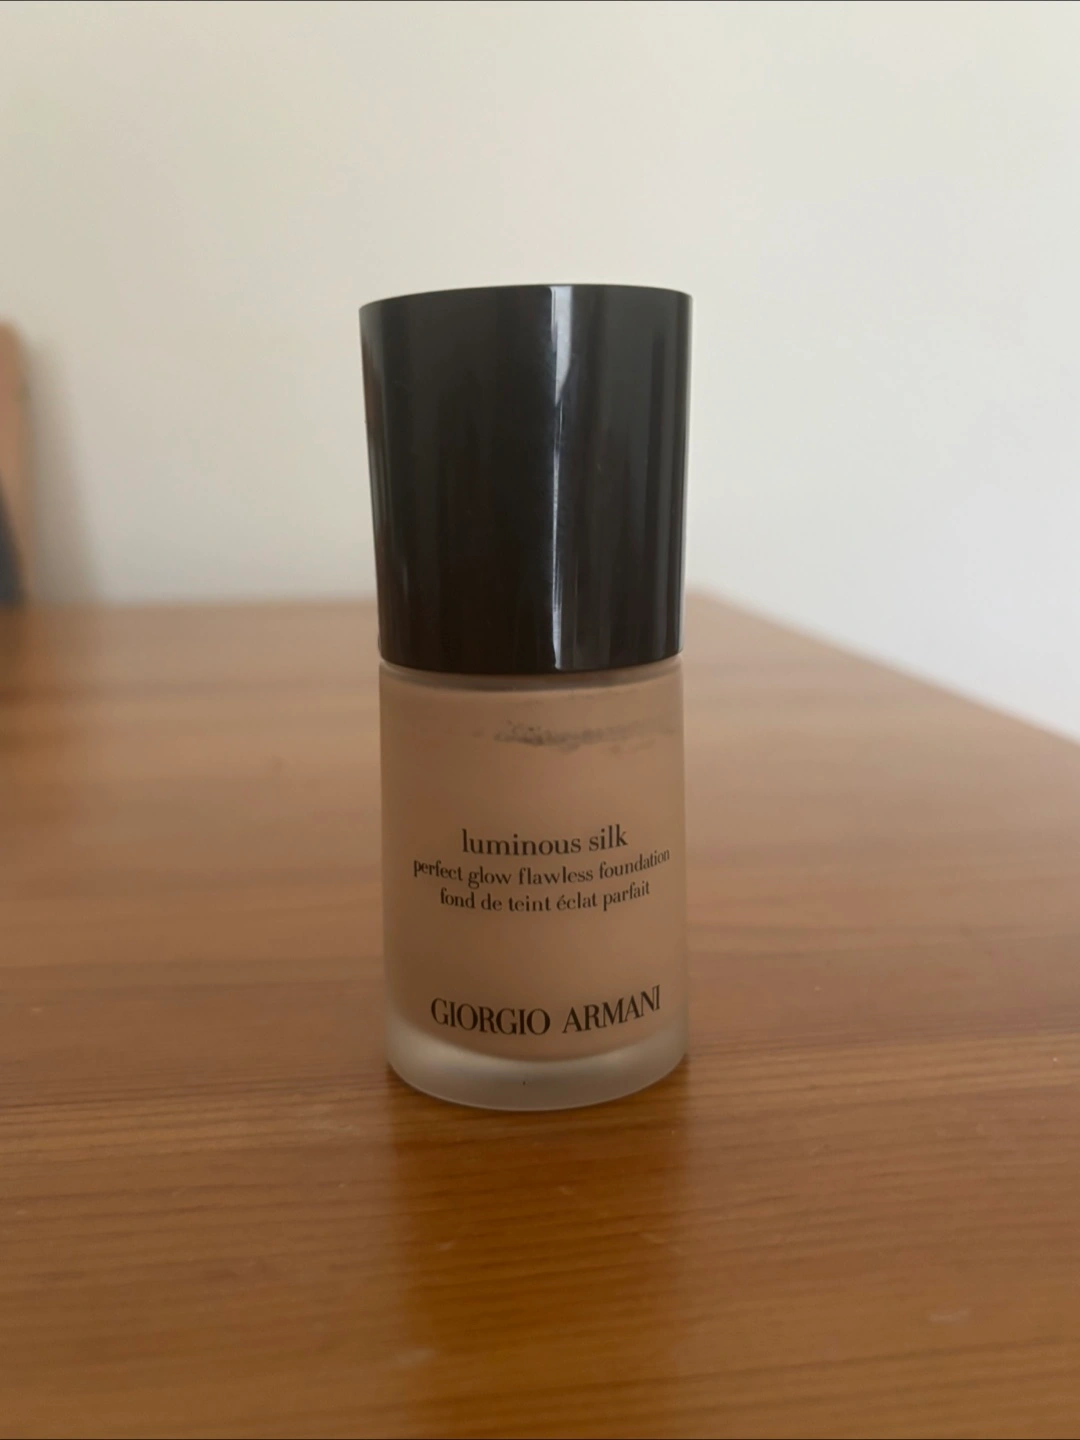 luminous silk
perfect glow flawless foundation
fond de teint éclat parfait
GIORGIO ARMANI